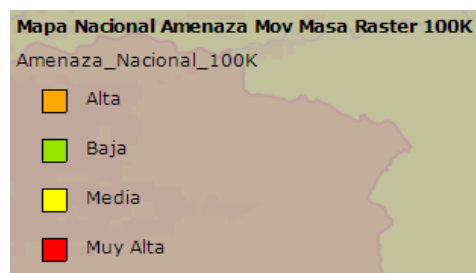 Mapa Nacional Amenaza Mov Masa Raster 100K
Amenaza_Nacional_100K
Alta
Baja
Media
Muy Alta